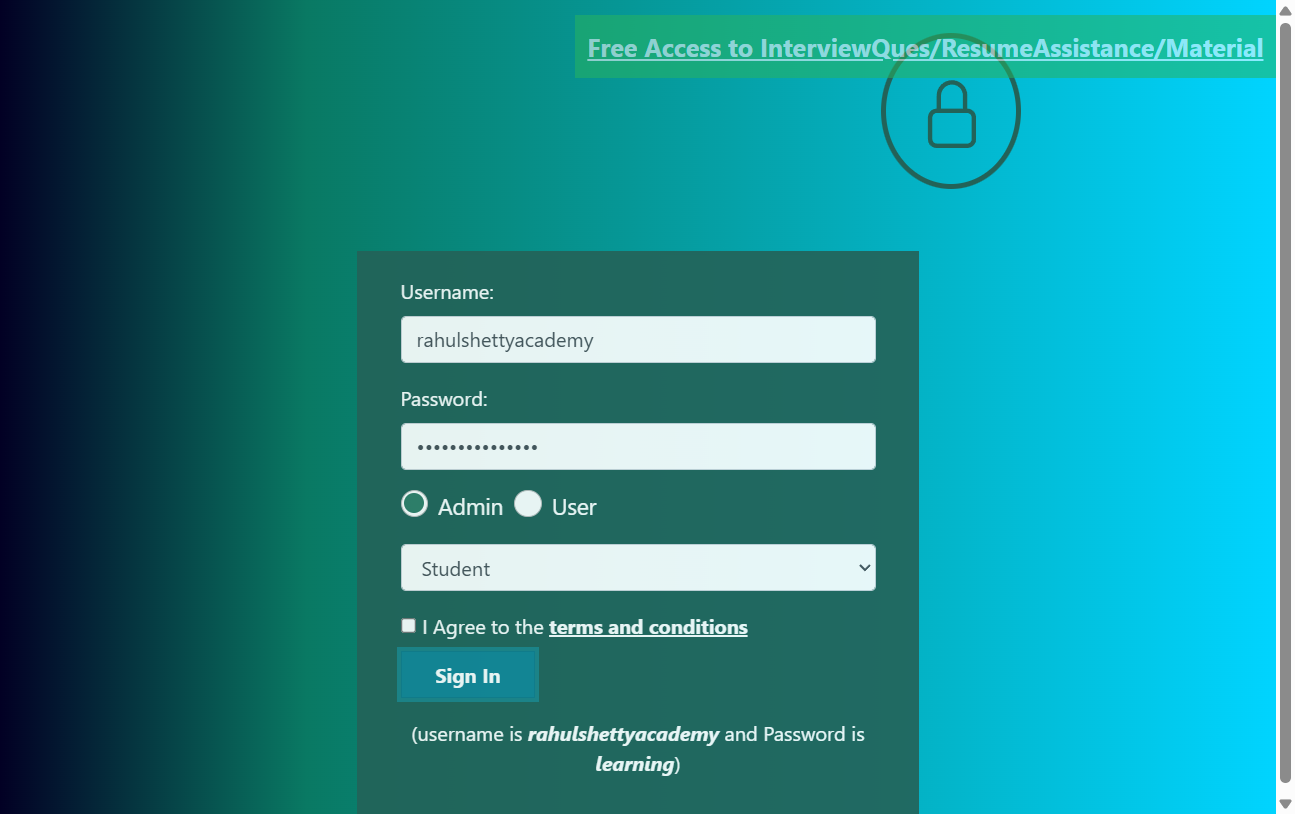 Free Access to InterviewQues/ResumeAssistance/Material
Username:
rahulshettyacademy
Password:
•••••••••••••••
Admin User
Student
I Agree to the terms and conditions
Sign In
(username is rahulshettyacademy and Password is
learning)